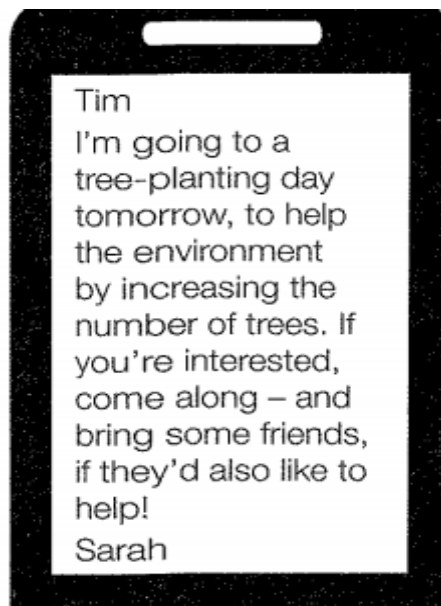 Tim
I'm going to a
tree-planting day
tomorrow, to help
the environment
by increasing the
number of trees. If
you're interested,
come along – and
bring some friends,
if they'd also like to
help!
Sarah